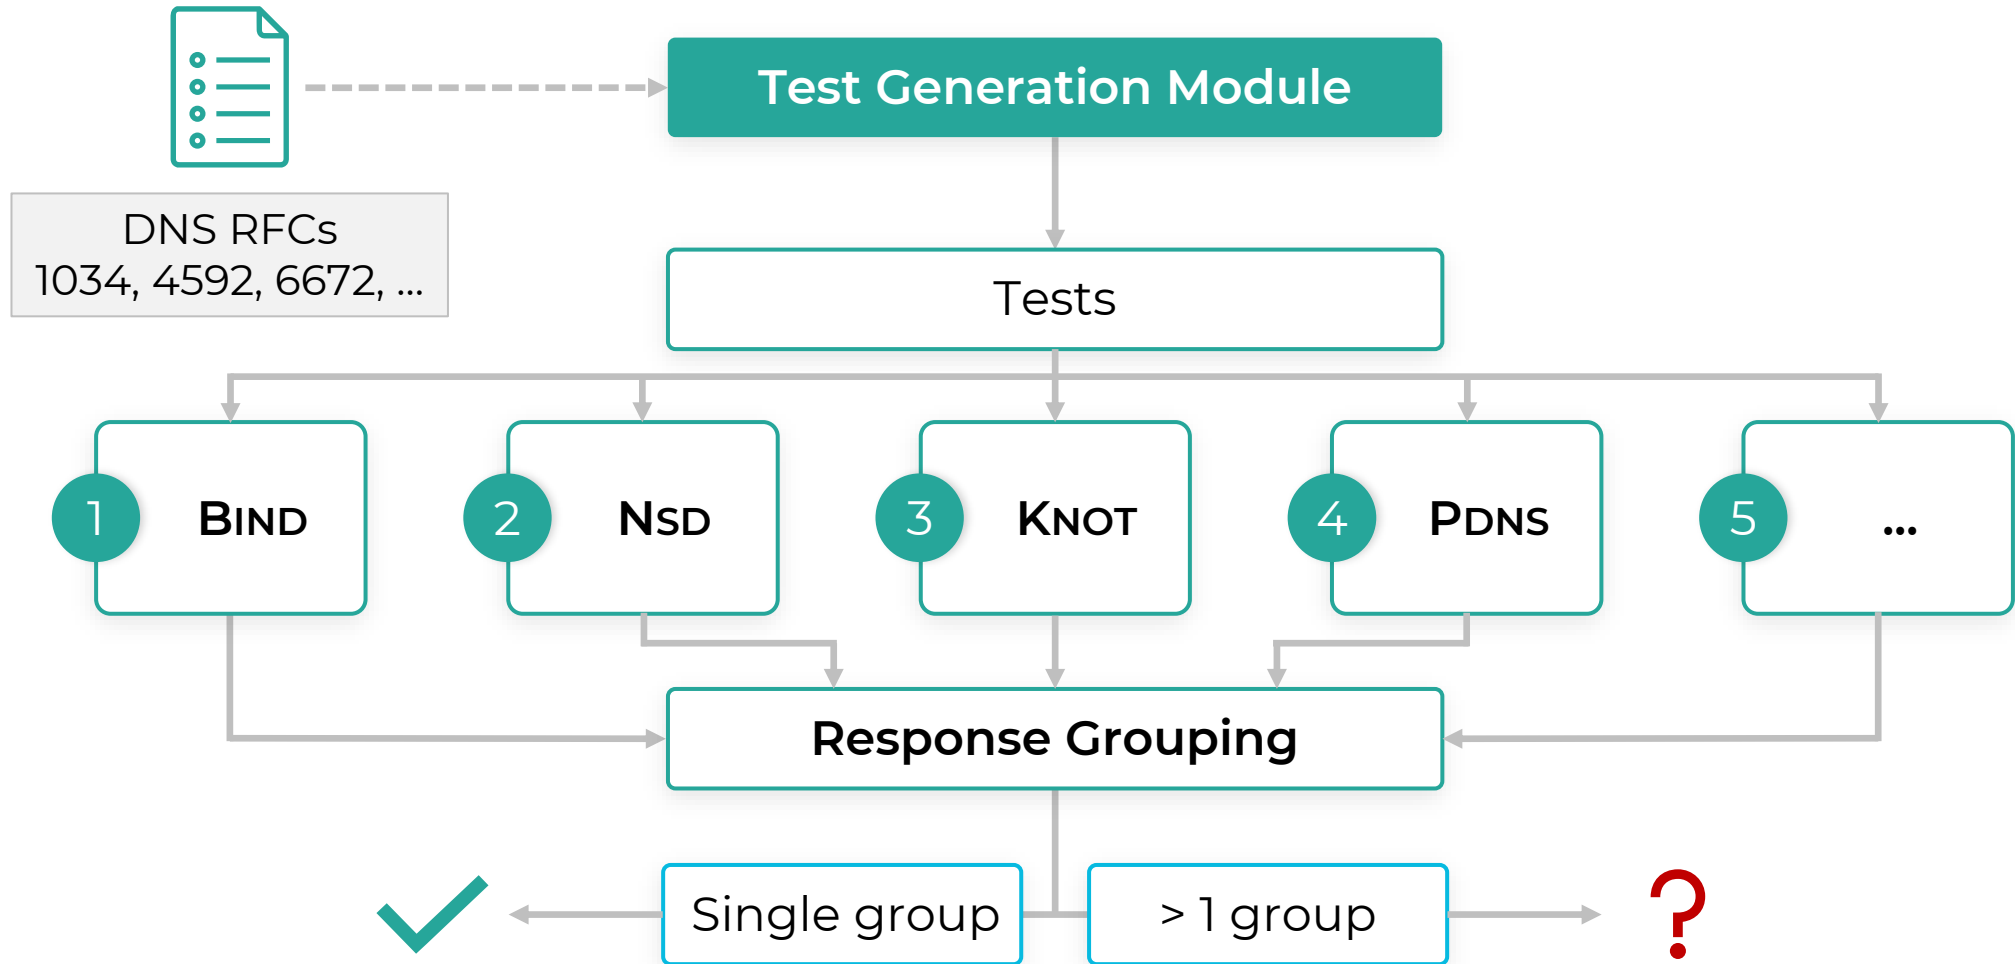 Test Generation Module
DNS RFCs
1034, 4592, 6672, ...
Tests
1 BIND
2 NSD
3 KNOT
4 PDNS
5 ...
Response Grouping
Single group
> 1 group
?